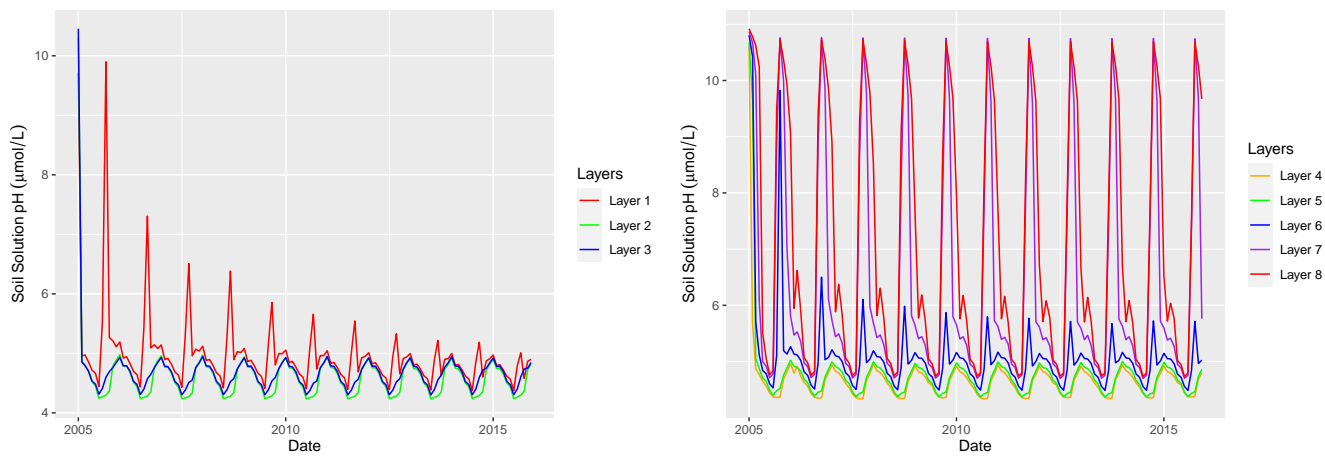 Soil Solution pH (μmol/L)
10
8
6
4
2005
2010
2015
Date
Layers
Layer 1
Layer 2
Layer 3
Soil Solution pH (μmol/L)
10
8
6
2005
2010
2015
Date
Layers
Layer 4
Layer 5
Layer 6
Layer 7
Layer 8